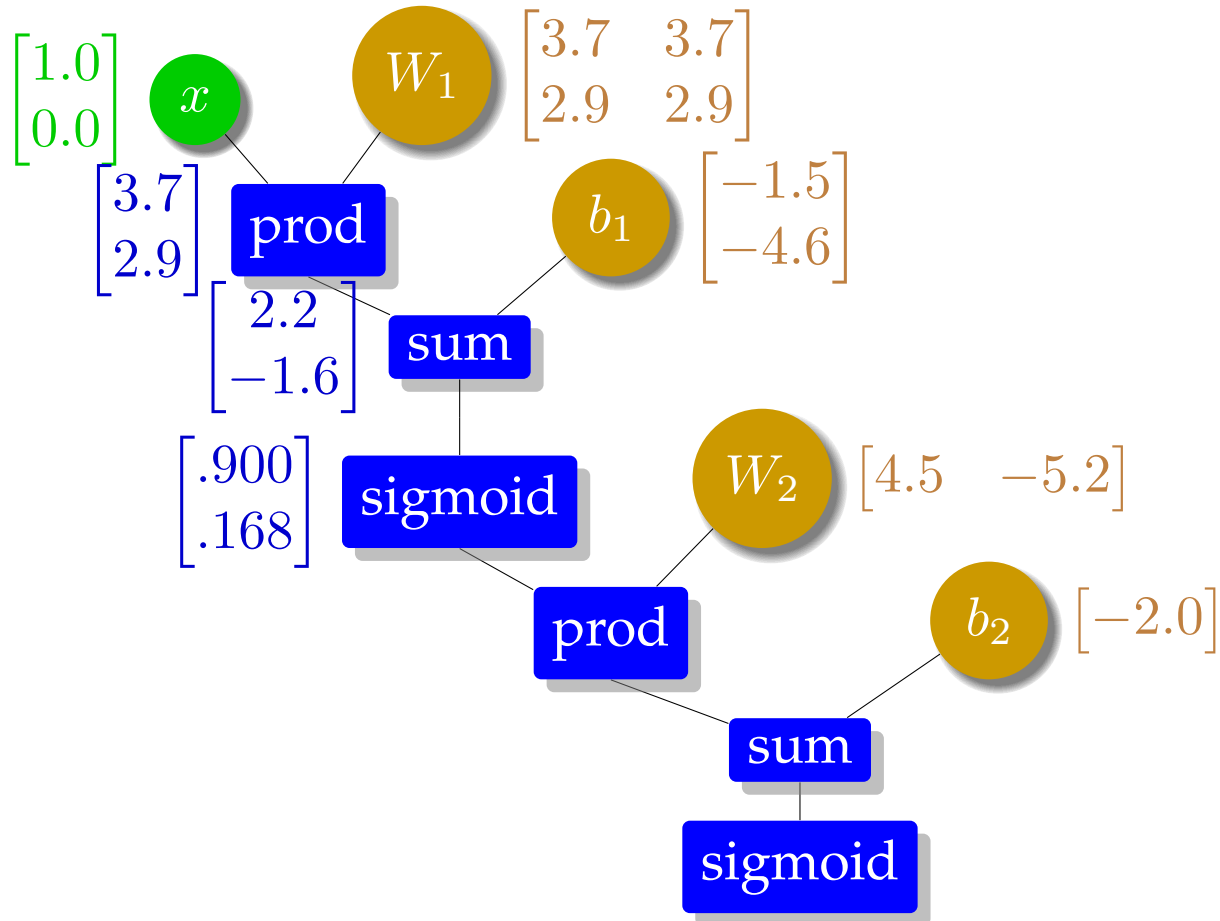 [1.0
0.0]
x
W₁
[3.7 3.7
2.9 2.9]
[3.7
2.9]
prod
b₁
[−1.5
−4.6]
[2.2
−1.6]
sum
[.900
.168]
sigmoid
W₂
[4.5 −5.2]
prod
b₂
[−2.0]
sum
sigmoid